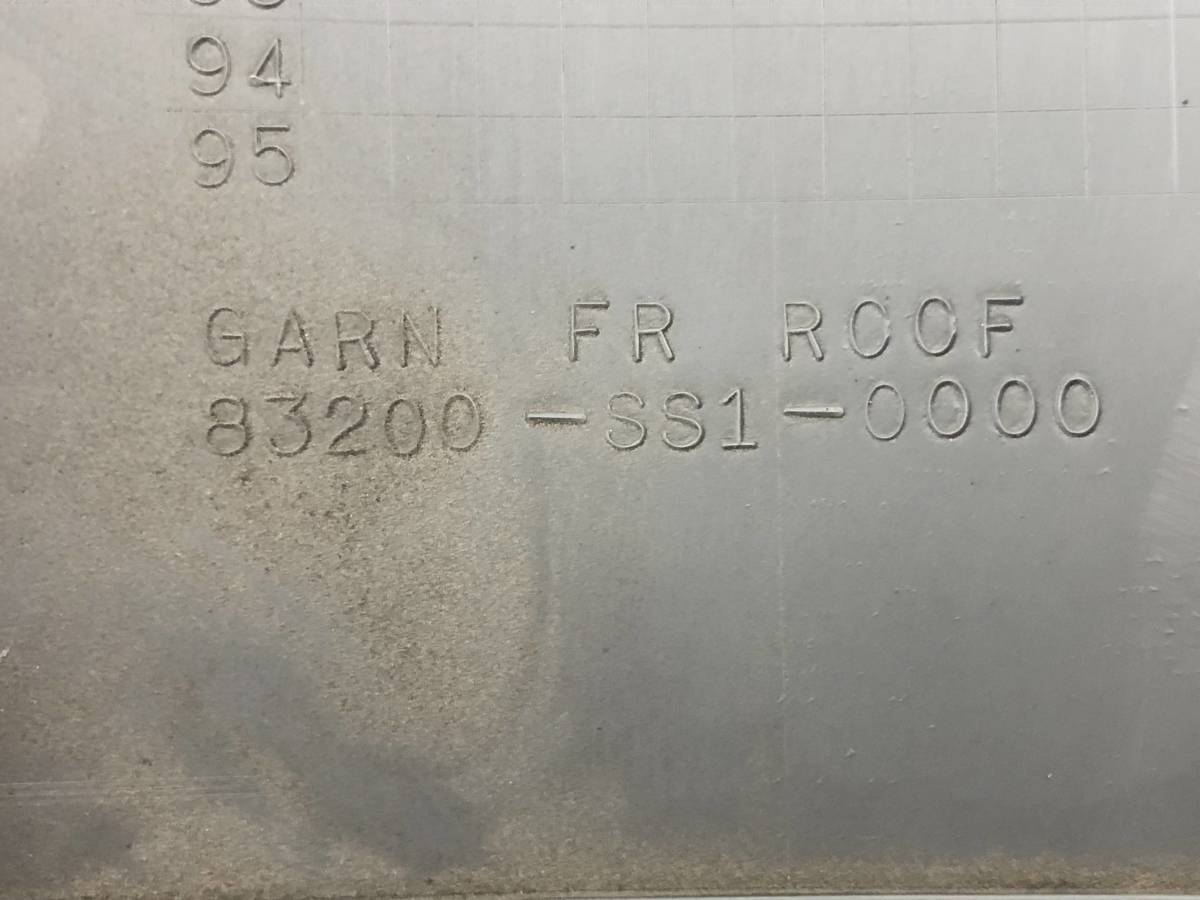 94
95
GARN FR ROOF
83200-SS1-0000